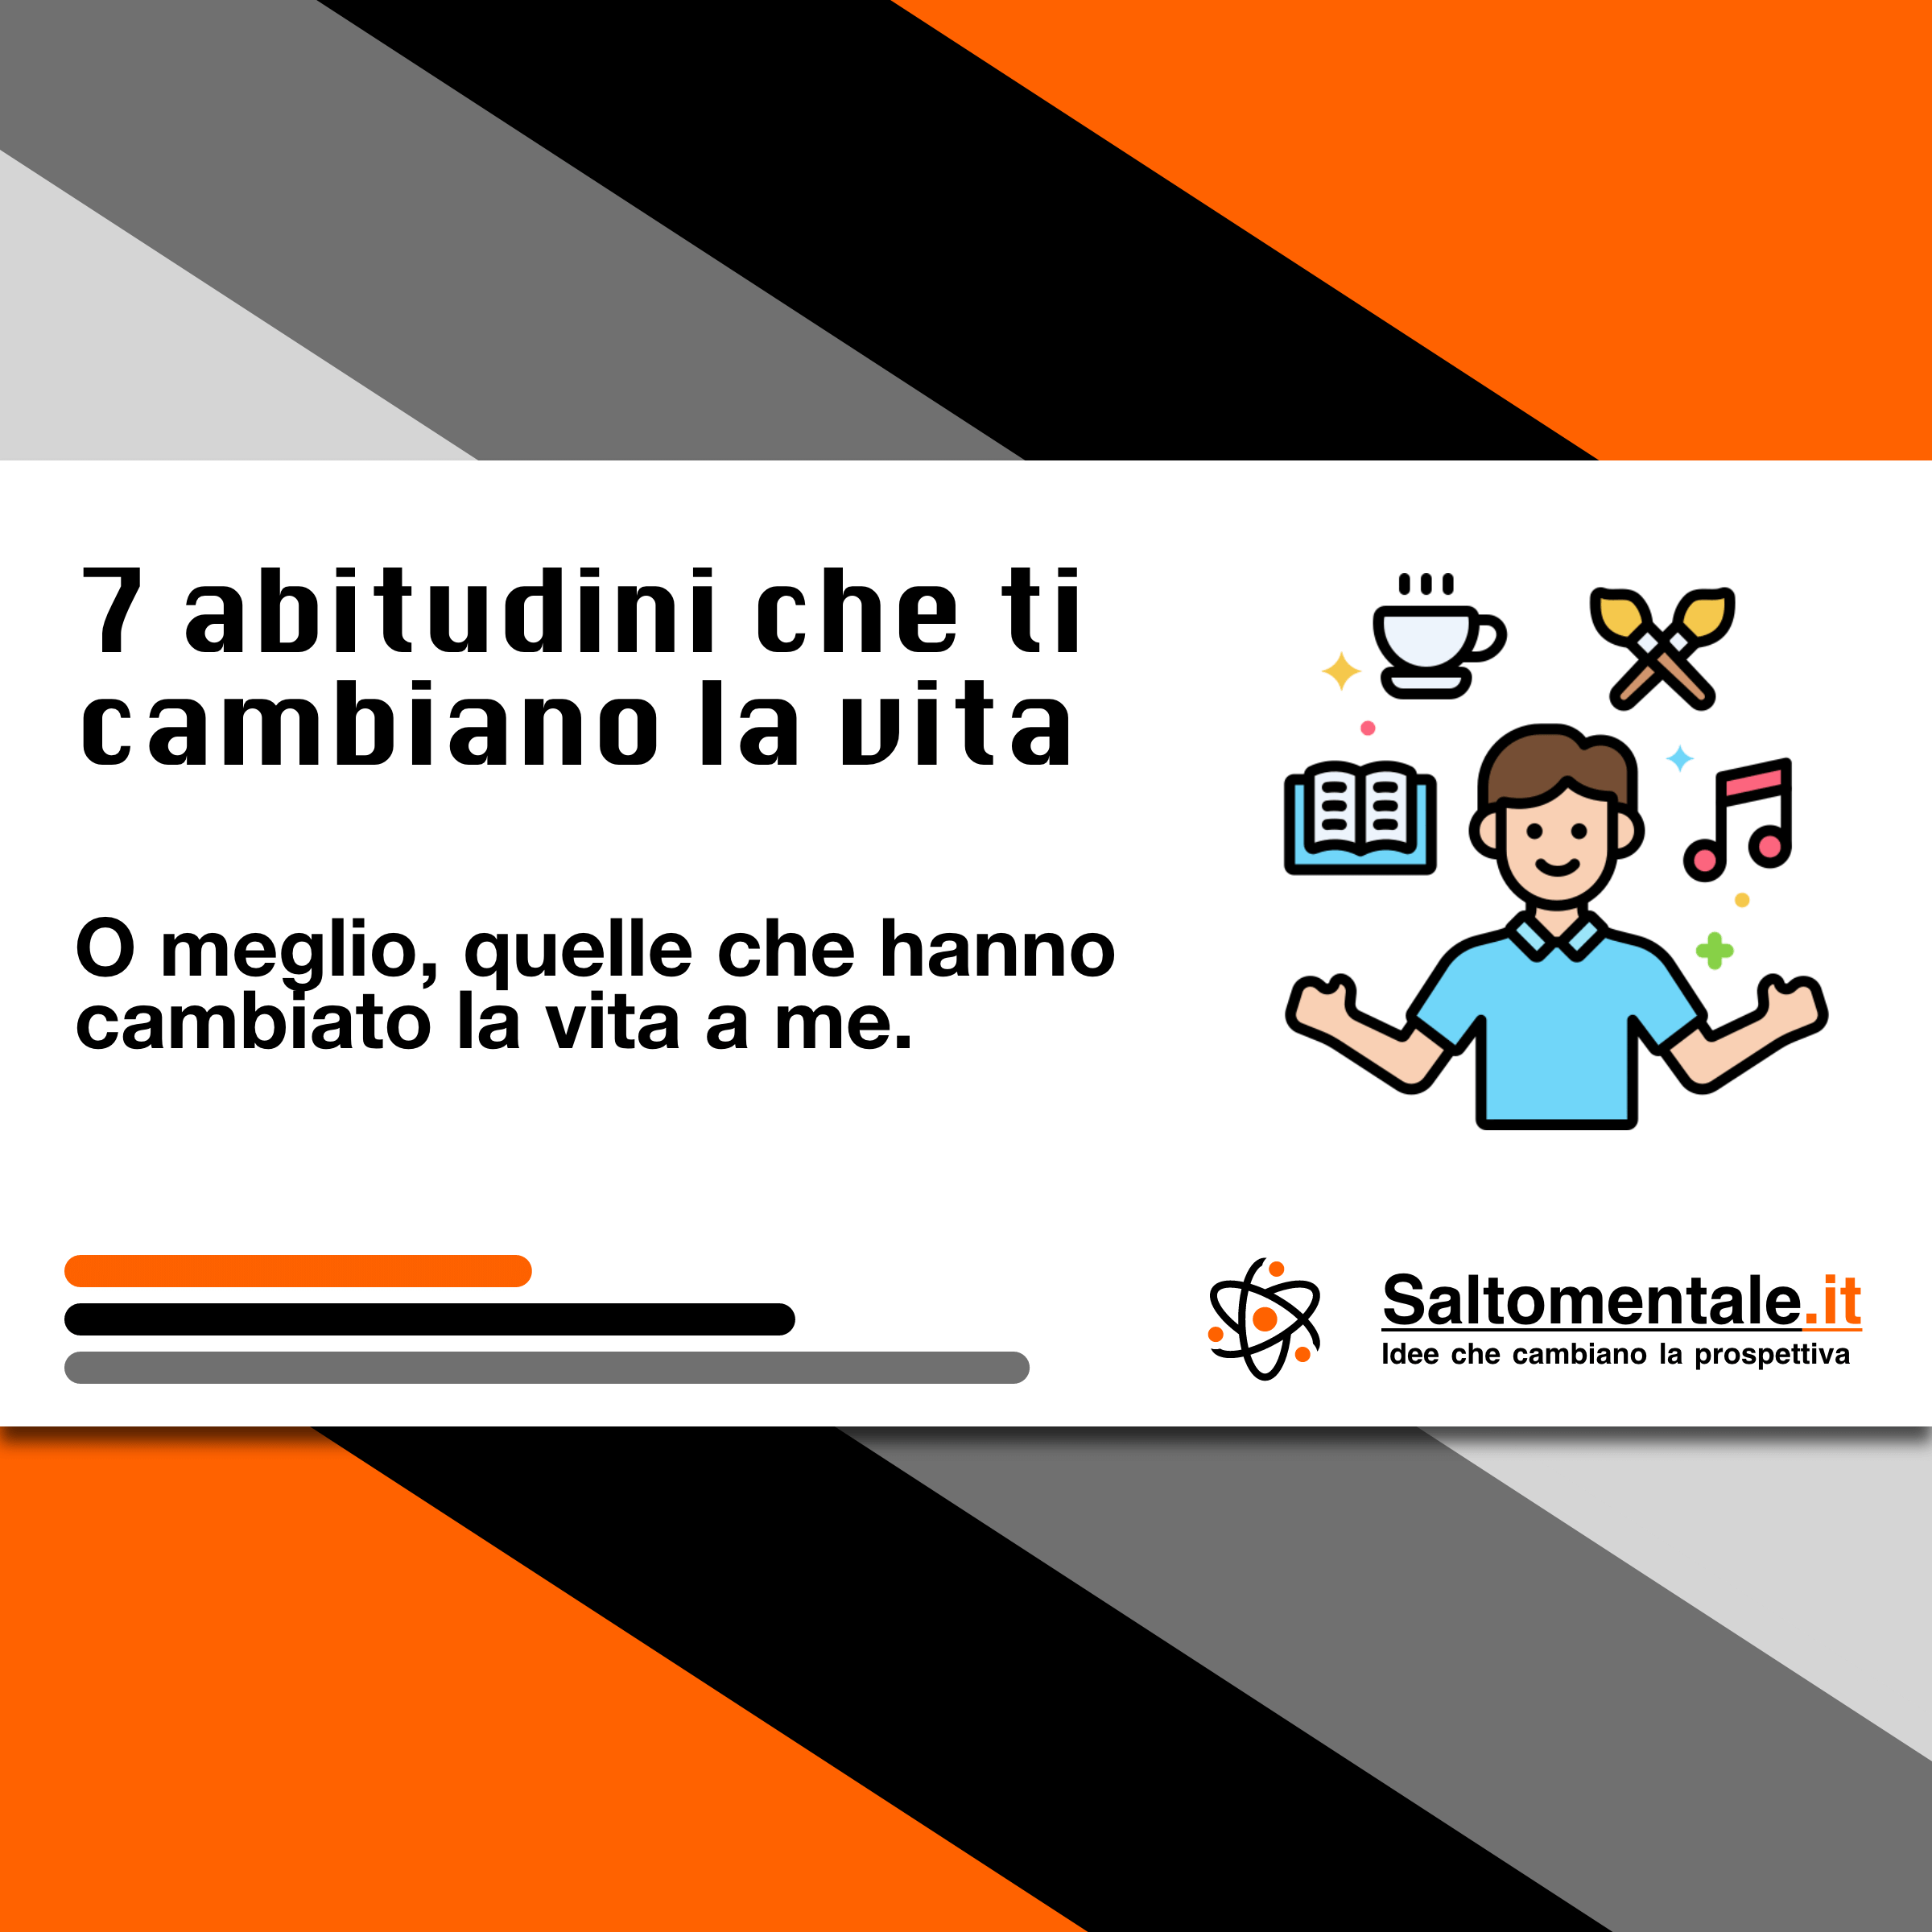 7 abitudini che ti
cambiano la vita
O meglio, quelle che hanno
cambiato la vita a me.
Saltomentale.it
Idee che cambiano la prospettiva